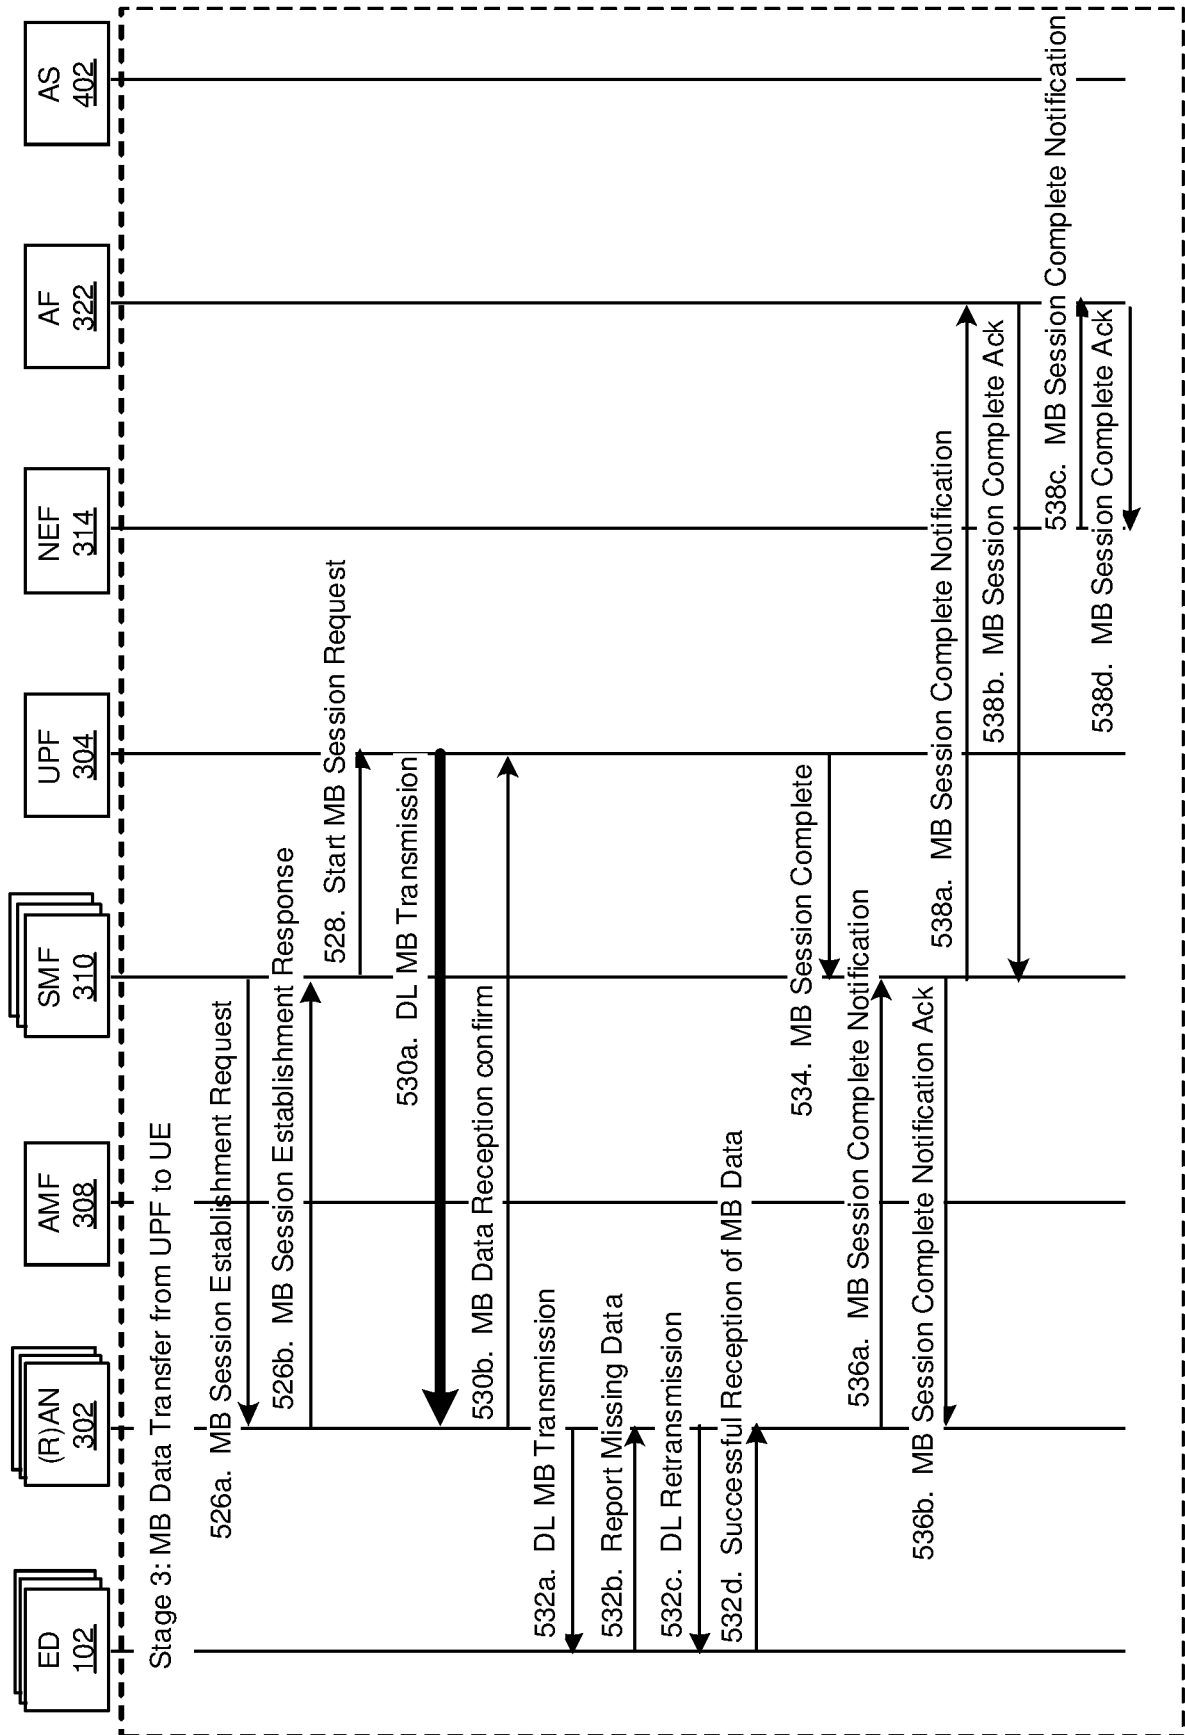 ED
102
(R)AN
302
AMF
308
SMF
310
UPF
304
NEF
314
AF
322
AS
402
Stage 3: MB Data Transfer from UPF to UE
526a. MB Session Establishment Request
526b. MB Session Establishment Response
528. Start MB Session Request
530a. DL MB Transmission
530b. MB Data Reception confirm
532a. DL MB Transmission
532b. Report Missing Data
532c. DL Retransmission
532d. Successful Reception of MB Data
534. MB Session Complete
536a. MB Session Complete Notification
536b. MB Session Complete Notification Ack
538a. MB Session Complete Notification
538b. MB Session Complete Ack
538c. MB Session Complete Notification
538d. MB Session Complete Ack